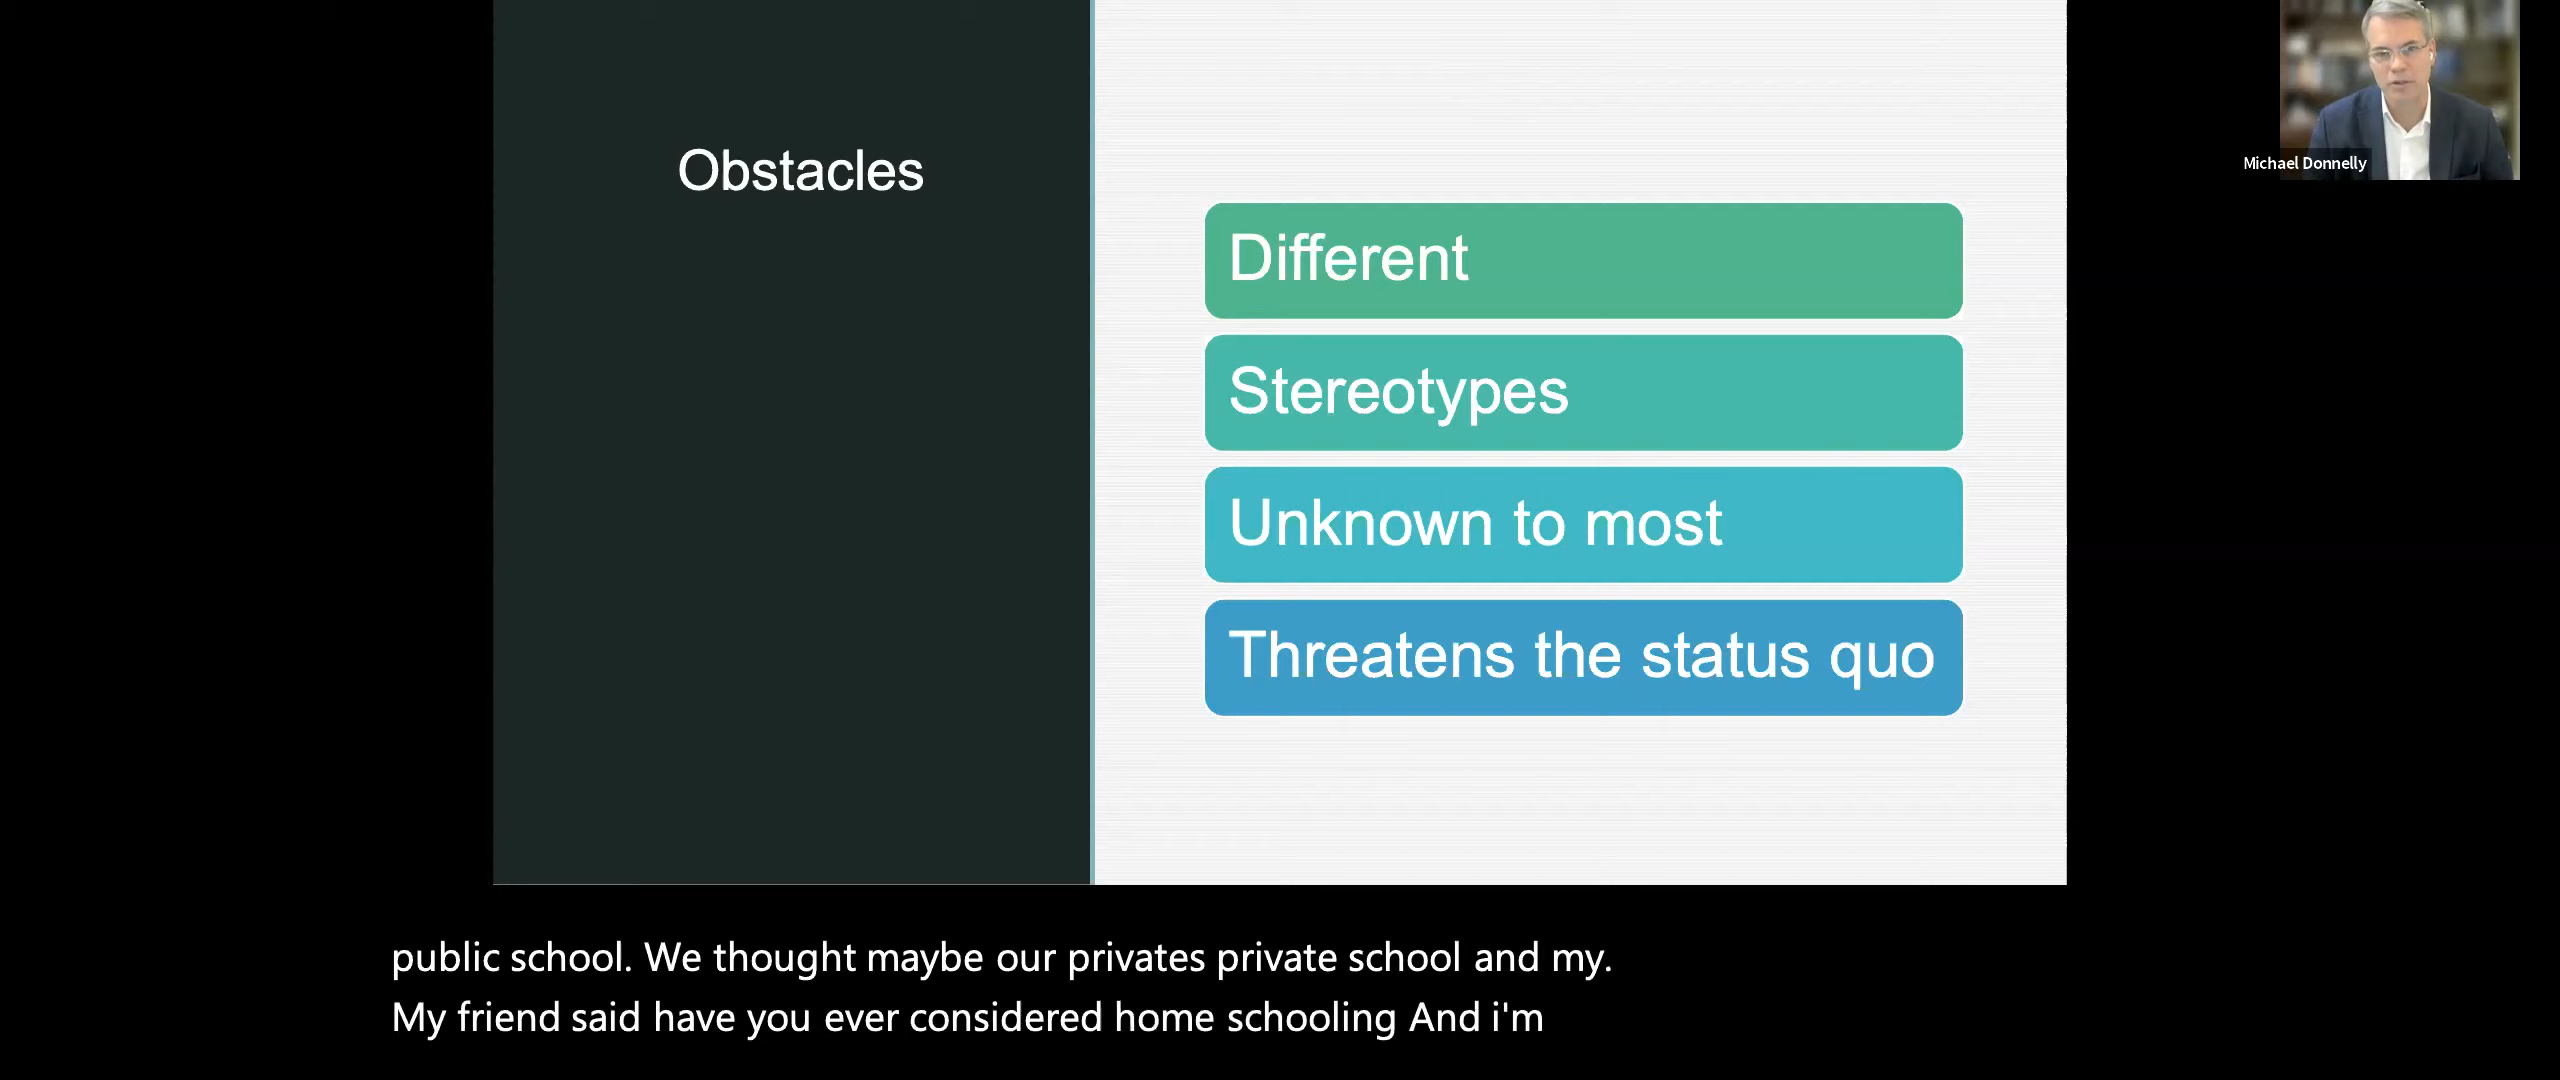 Obstacles
Different
Stereotypes
Unknown to most
Threatens the status quo
Michael Donnelly
public school. We thought maybe our privates private school and my.
My friend said have you ever considered home schooling And i'm